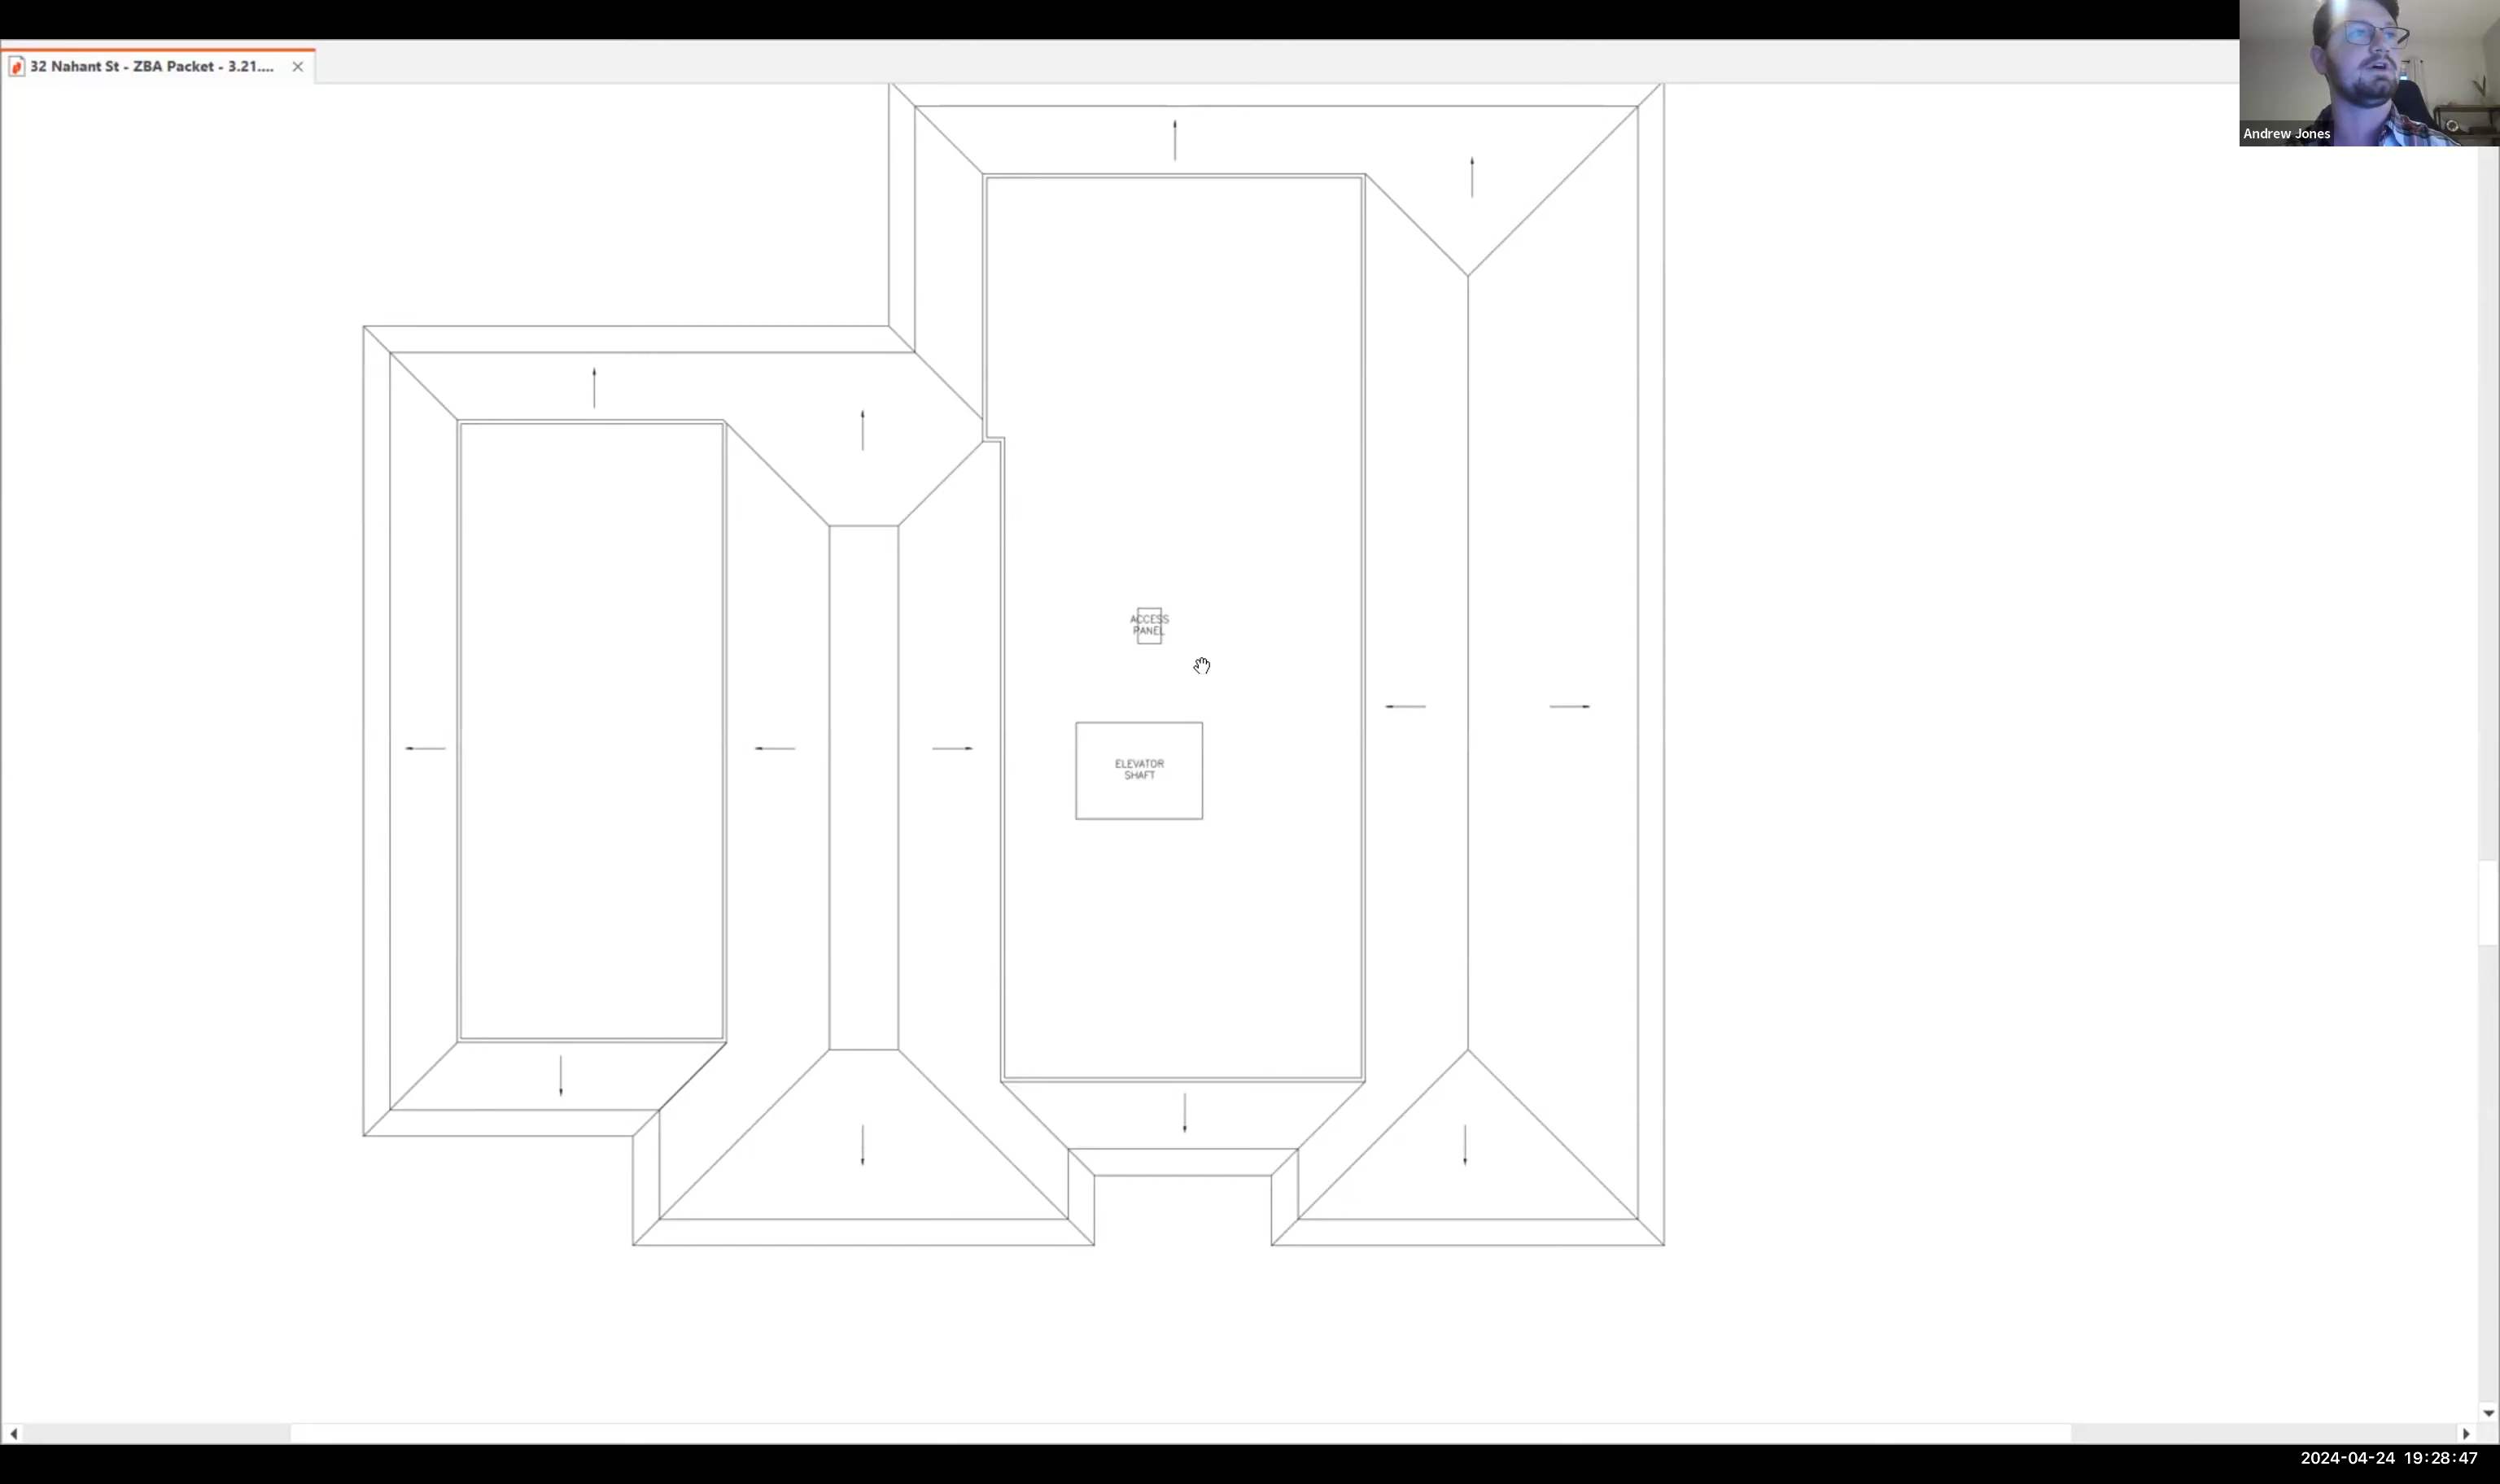 32 Nahant St - ZBA Packet - 3.21....
Andrew Jones
ACCESS
PANEL
ELEVATOR
SHAFT
2024-04-24 19:28:47